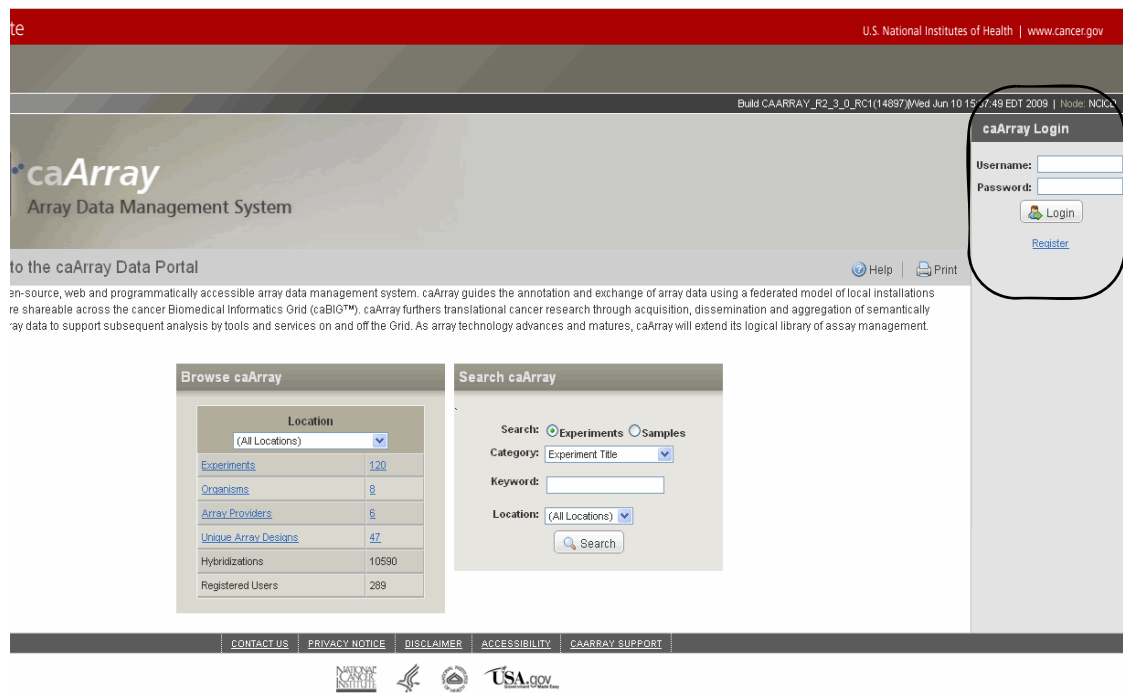 te
U.S. National Institutes of Health | www.cancer.gov
Build CAARRAY_R2_3_0_RC1(14897)|Wed Jun 10 15:37:49 EDT 2009 | Node: NCICB
caArray Login
Username:
Password:
Login
Register
caArray
Array Data Management System
to the caArray Data Portal
Help | Print
en-source, web and programmatically accessible array data management system. caArray guides the annotation and exchange of array data using a federated model of local installations
re shareable across the cancer Biomedical Informatics Grid (caBIG™). caArray furthers translational cancer research through acquisition, dissemination and aggregation of semantically
ray data to support subsequent analysis by tools and services on and off the Grid. As array technology advances and matures, caArray will extend its logical library of assay management.
Browse caArray
Location
(All Locations)
Experiments 120
Organisms 8
Array Providers 6
Unique Array Designs 47
Hybridizations 10590
Registered Users 289
Search caArray
Search: Experiments Samples
Category: Experiment Title
Keyword:
Location: (All Locations)
Search
CONTACT US PRIVACY NOTICE DISCLAIMER ACCESSIBILITY CAARRAY SUPPORT
NATIONAL CANCER INSTITUTE
USA.gov